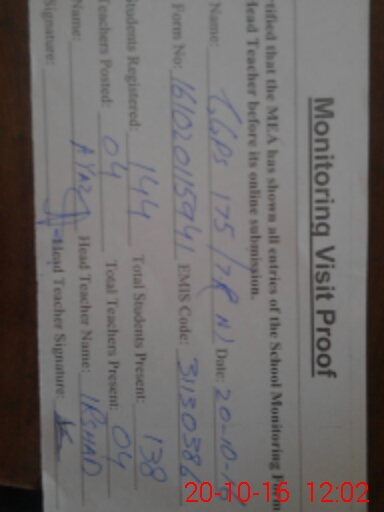 Monitoring Visit Proof
rtified that the MEA has shown all entries of the School Monitoring Form
Head Teacher before its online submission.
Name: GGPS 175/7R Date: 20-10-
Form No: EMIS Code:
Students Registered: 144 Total Students Present: 138
Teachers Posted: 04 Total Teachers Present: 04
Name: Head Teacher Name: IRSHAD
Signature: Head Teacher Signature:
20-10-16 12:02